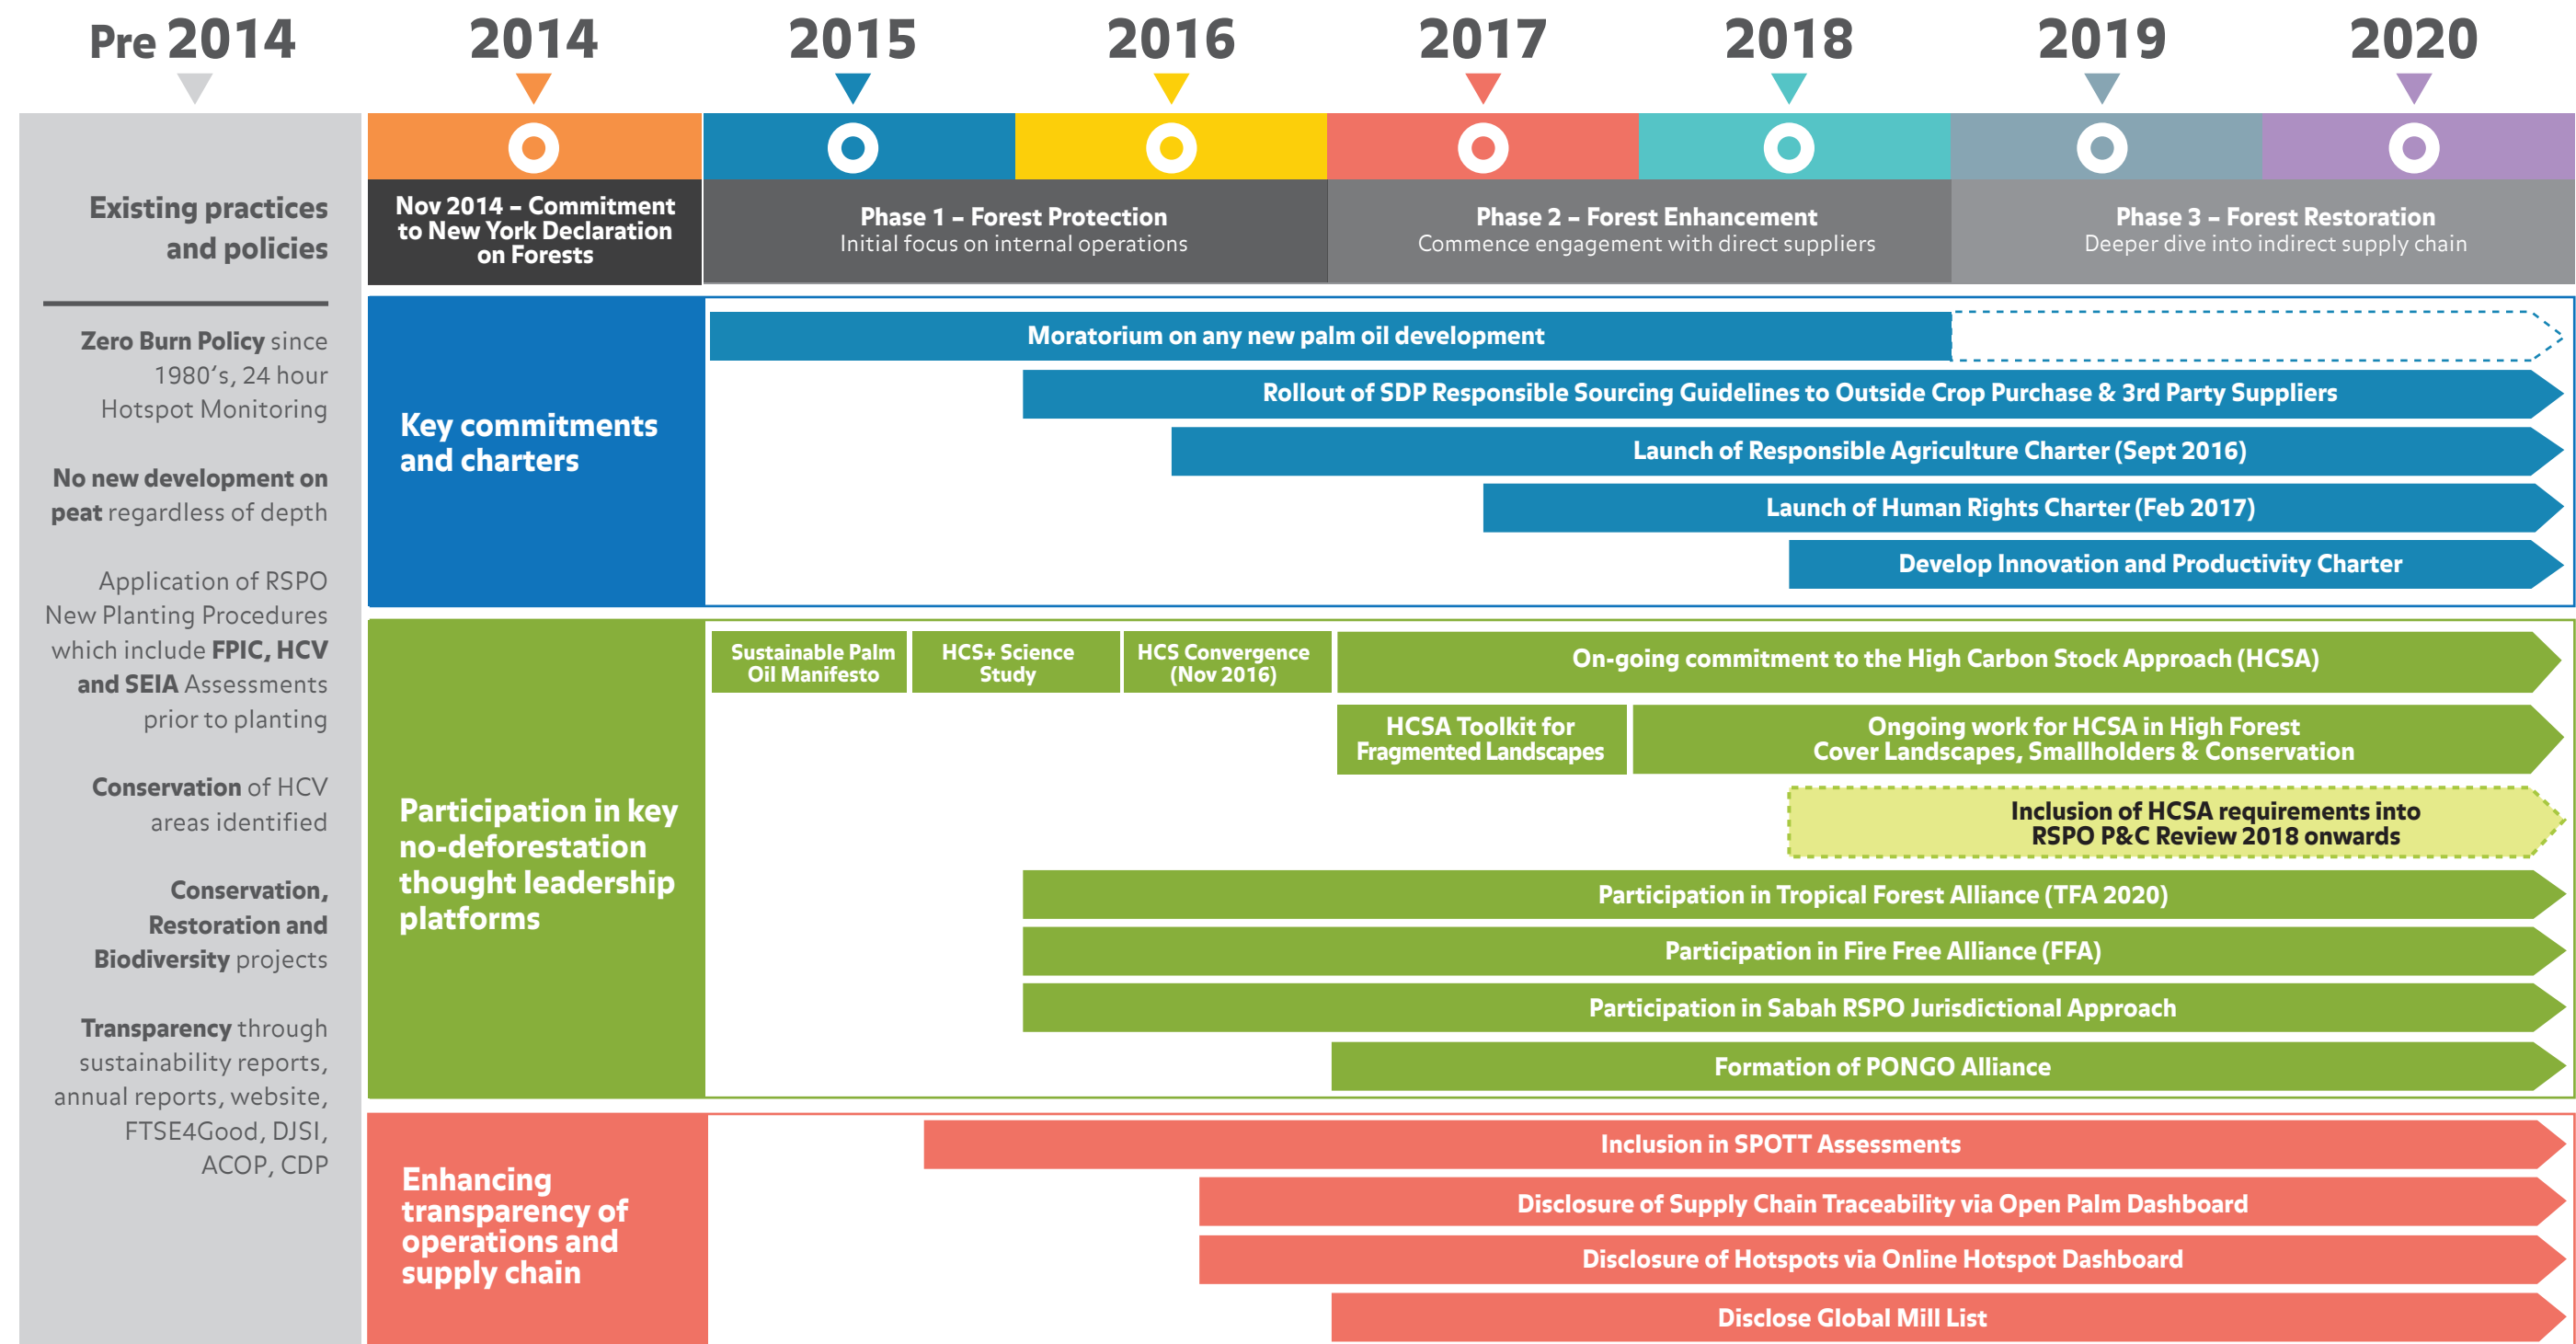 Pre 2014
2014
2015
2016
2017
2018
2019
2020
Existing practices
and policies
Zero Burn Policy since
1980’s, 24 hour
Hotspot Monitoring
No new development on
peat regardless of depth
Application of RSPO
New Planting Procedures
which include FPIC, HCV
and SEIA Assessments
prior to planting
Conservation of HCV
areas identified
Conservation,
Restoration and
Biodiversity projects
Transparency through
sustainability reports,
annual reports, website,
FTSE4Good, DJSI,
ACOP, CDP
Nov 2014 – Commitment
to New York Declaration
on Forests
Phase 1 – Forest Protection
Initial focus on internal operations
Phase 2 – Forest Enhancement
Commence engagement with direct suppliers
Phase 3 – Forest Restoration
Deeper dive into indirect supply chain
Key commitments
and charters
Moratorium on any new palm oil development
Rollout of SDP Responsible Sourcing Guidelines to Outside Crop Purchase & 3rd Party Suppliers
Launch of Responsible Agriculture Charter (Sept 2016)
Launch of Human Rights Charter (Feb 2017)
Develop Innovation and Productivity Charter
Participation in key
no-deforestation
thought leadership
platforms
Sustainable Palm
Oil Manifesto
HCS+ Science
Study
HCS Convergence
(Nov 2016)
On-going commitment to the High Carbon Stock Approach (HCSA)
HCSA Toolkit for
Fragmented Landscapes
Ongoing work for HCSA in High Forest
Cover Landscapes, Smallholders & Conservation
Inclusion of HCSA requirements into
RSPO P&C Review 2018 onwards
Participation in Tropical Forest Alliance (TFA 2020)
Participation in Fire Free Alliance (FFA)
Participation in Sabah RSPO Jurisdictional Approach
Formation of PONGO Alliance
Enhancing
transparency of
operations and
supply chain
Inclusion in SPOTT Assessments
Disclosure of Supply Chain Traceability via Open Palm Dashboard
Disclosure of Hotspots via Online Hotspot Dashboard
Disclose Global Mill List